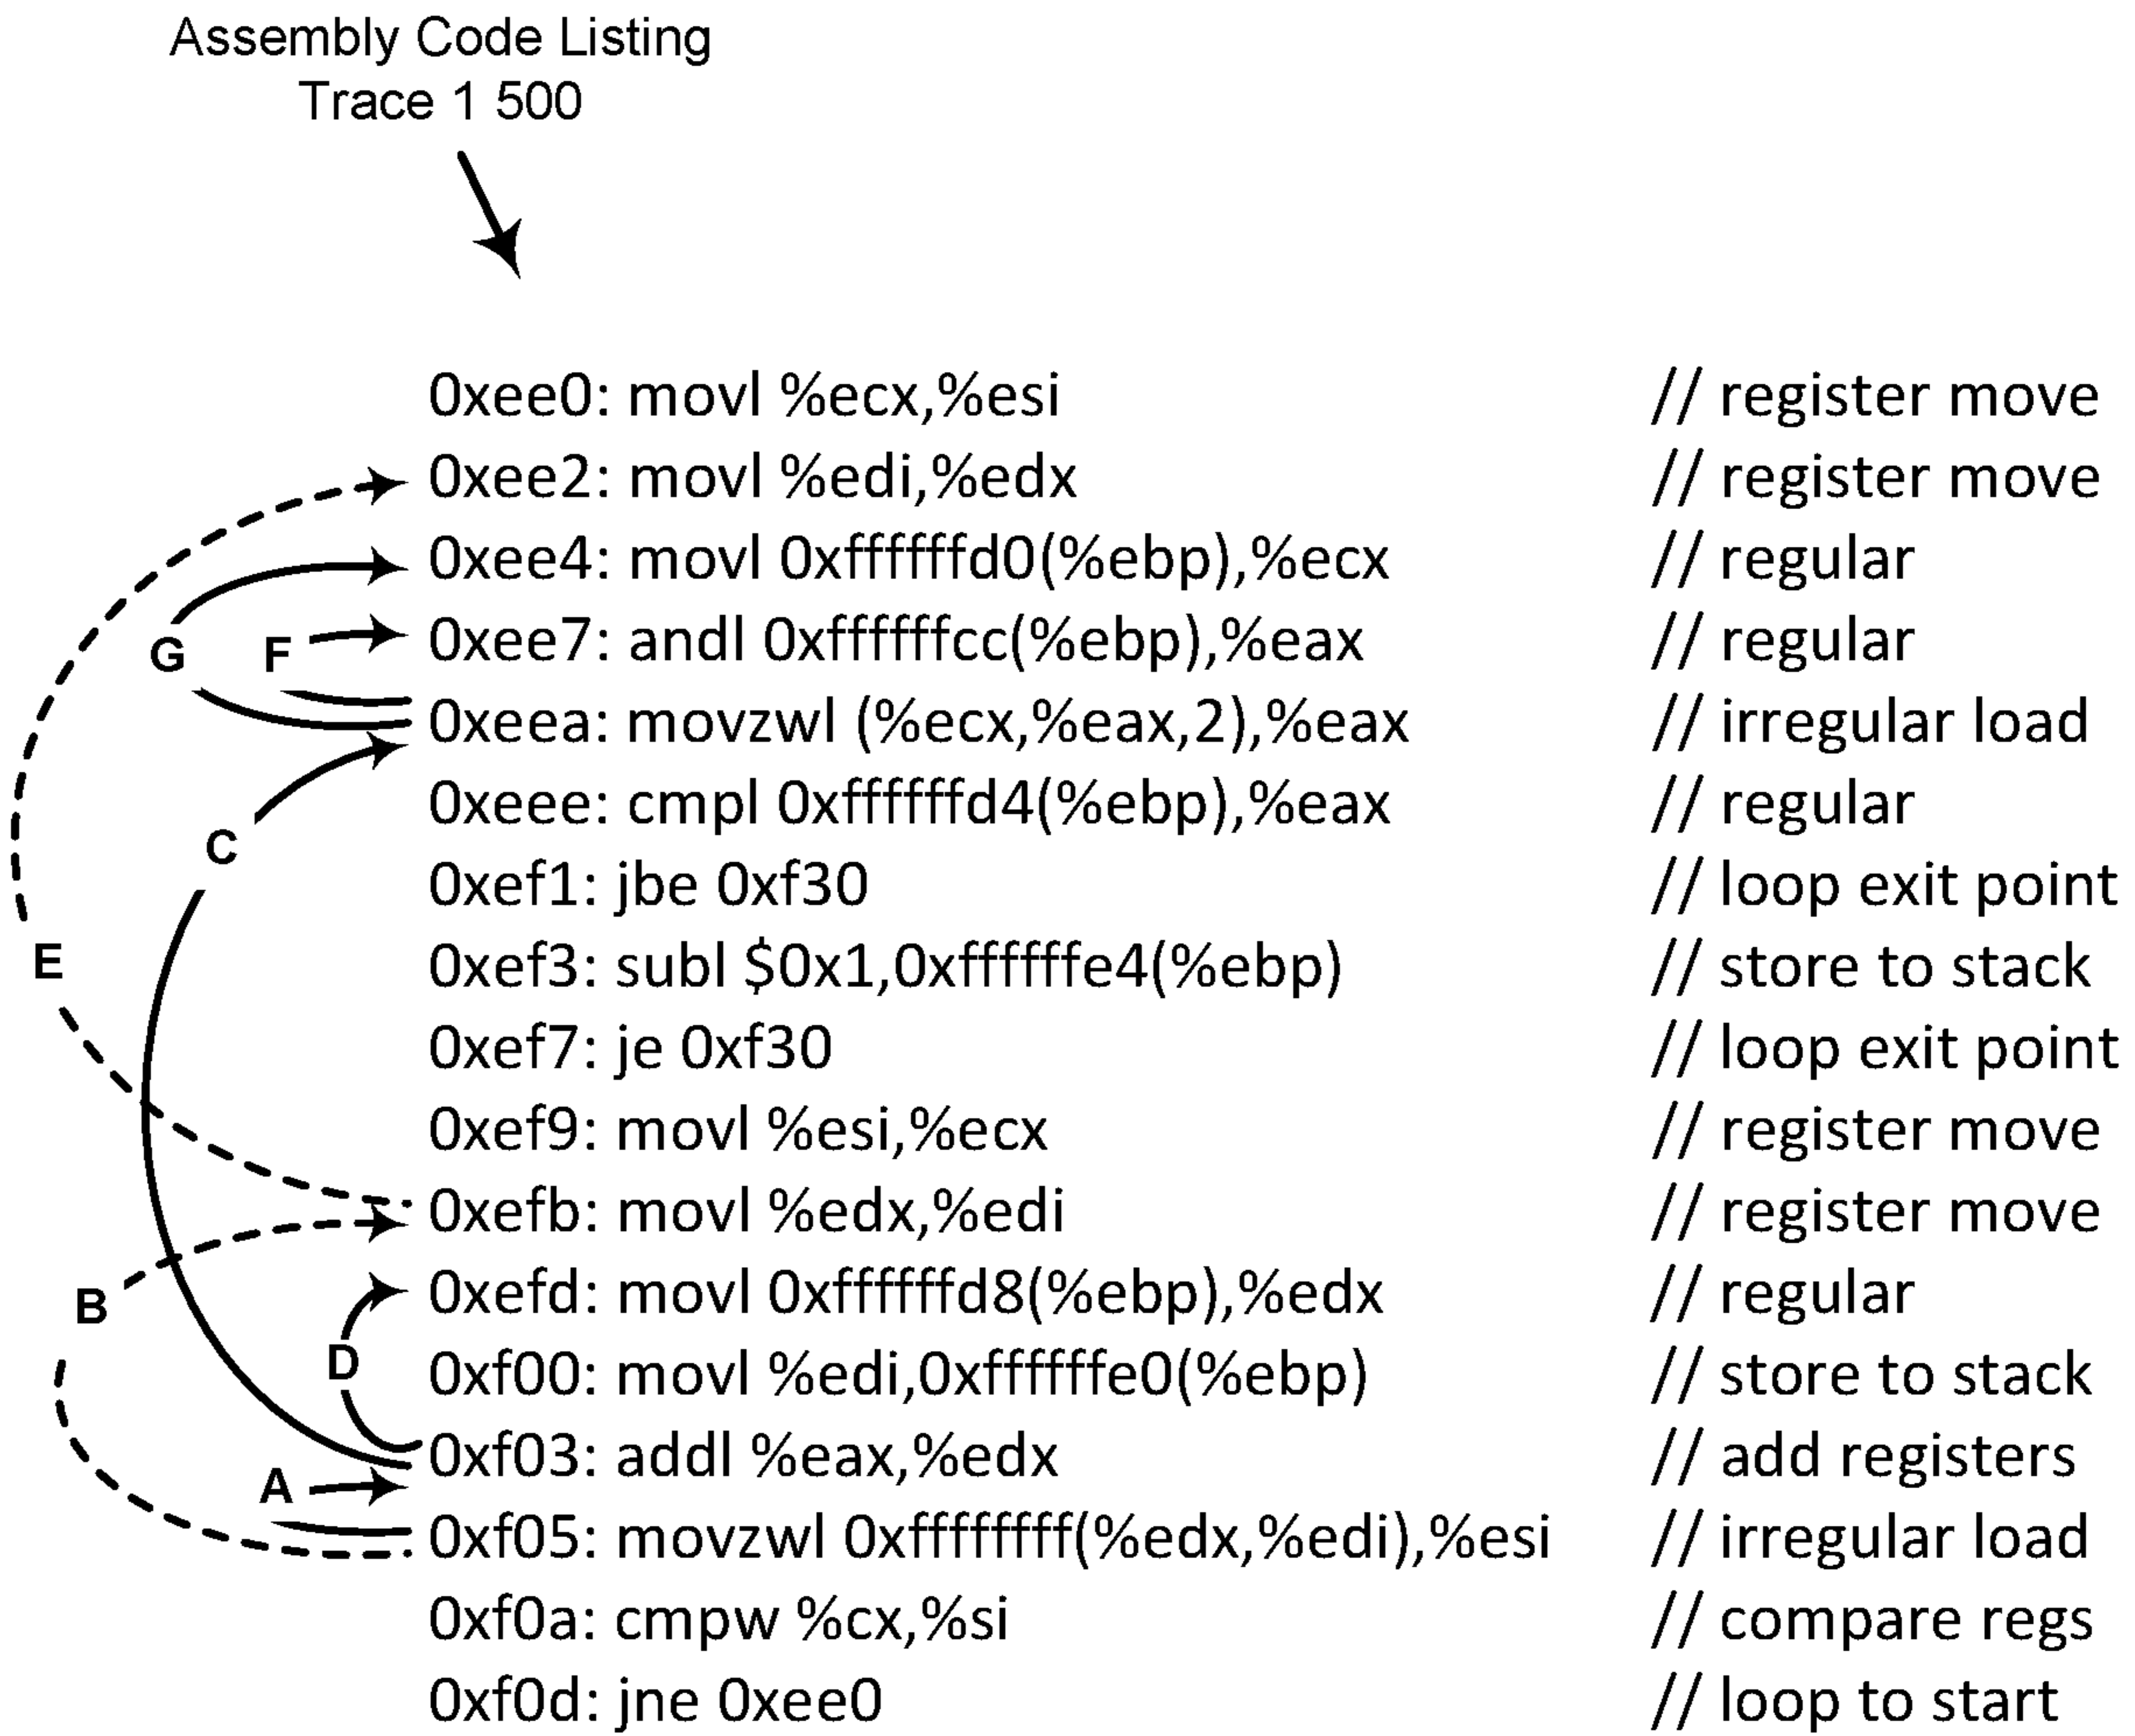 Assembly Code Listing
Trace 1 500
0xee0: movl %ecx,%esi // register move
0xee2: movl %edi,%edx // register move
0xee4: movl 0xffffffd0(%ebp),%ecx // regular
0xee7: andl 0xffffffcc(%ebp),%eax // regular
G F
0xeea: movzwl (%ecx,%eax,2),%eax // irregular load
0xeee: cmpl 0xffffffd4(%ebp),%eax // regular
C
0xef1: jbe 0xf30 // loop exit point
0xef3: subl $0x1,0xffffffe4(%ebp) // store to stack
E
0xef7: je 0xf30 // loop exit point
0xef9: movl %esi,%ecx // register move
0xefb: movl %edx,%edi // register move
0xefd: movl 0xffffffd8(%ebp),%edx // regular
B
D
0xf00: movl %edi,0xffffffe0(%ebp) // store to stack
0xf03: addl %eax,%edx // add registers
A
0xf05: movzwl 0xffffffff(%edx,%edi),%esi // irregular load
0xf0a: cmpw %cx,%si // compare regs
0xf0d: jne 0xee0 // loop to start